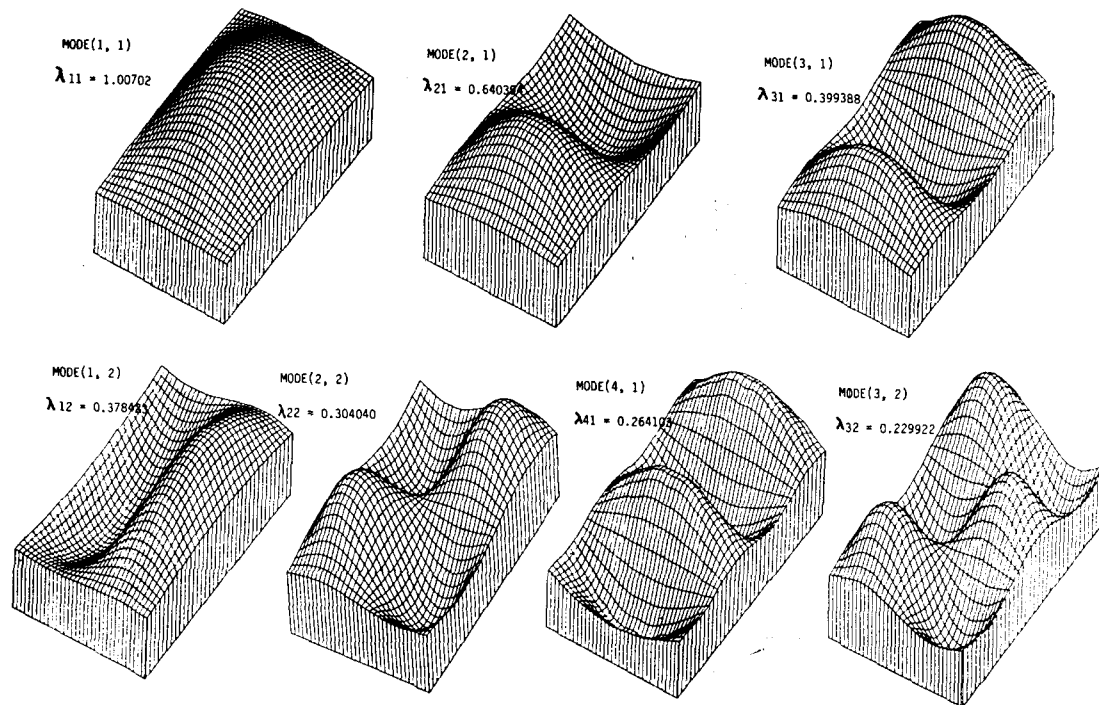 MODE(1, 1)
λ11 = 1.00702
MODE(2, 1)
λ21 = 0.6403
MODE(3, 1)
λ31 = 0.399388
MODE(1, 2)
λ12 = 0.3784
MODE(2, 2)
λ22 = 0.304040
MODE(4, 1)
λ41 = 0.264103
MODE(3, 2)
λ32 = 0.229922